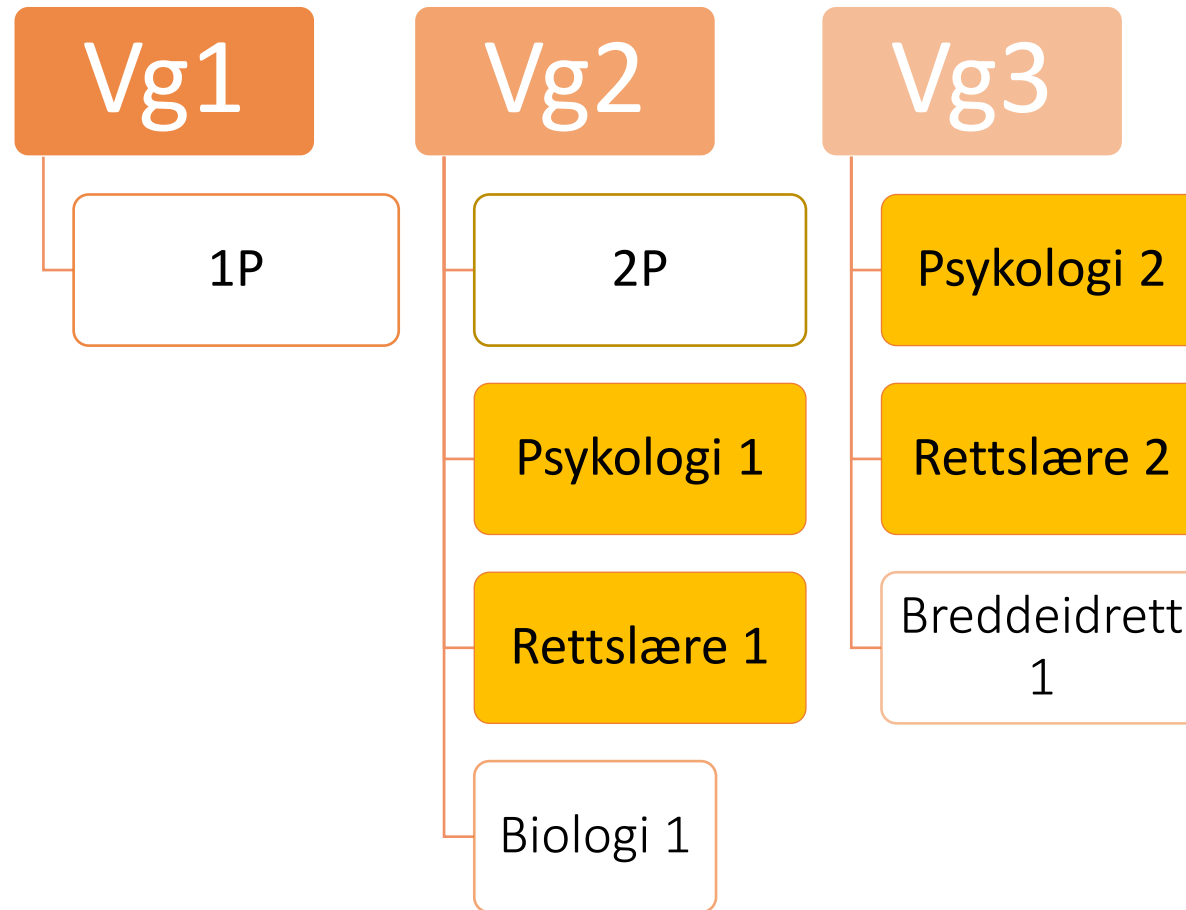 Vg1
1P
Vg2
2P
Psykologi 1
Rettslære 1
Biologi 1
Vg3
Psykologi 2
Rettslære 2
Breddeidrett
1